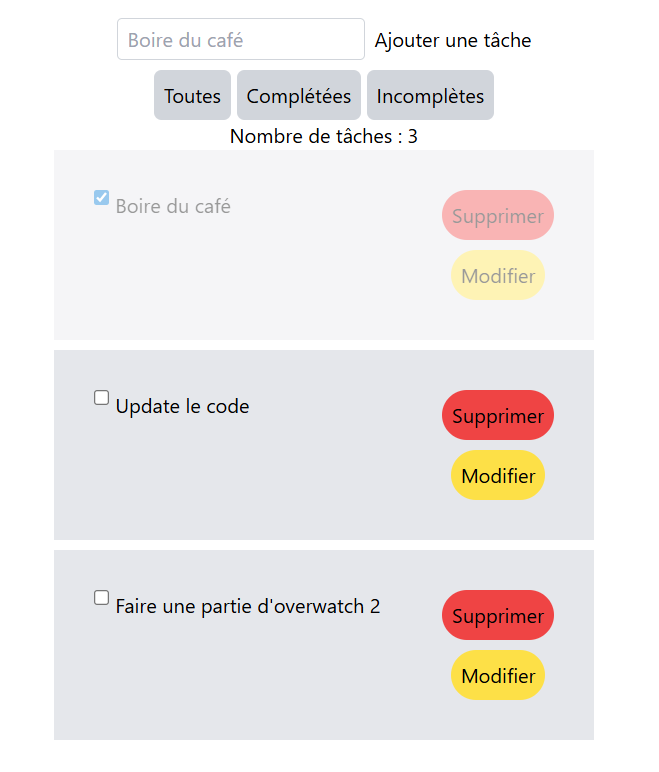 Boire du café Ajouter une tâche
Toutes Complétées Incomplètes
Nombre de tâches : 3
Boire du café Supprimer
Modifier
Update le code Supprimer
Modifier
Faire une partie d'overwatch 2 Supprimer
Modifier